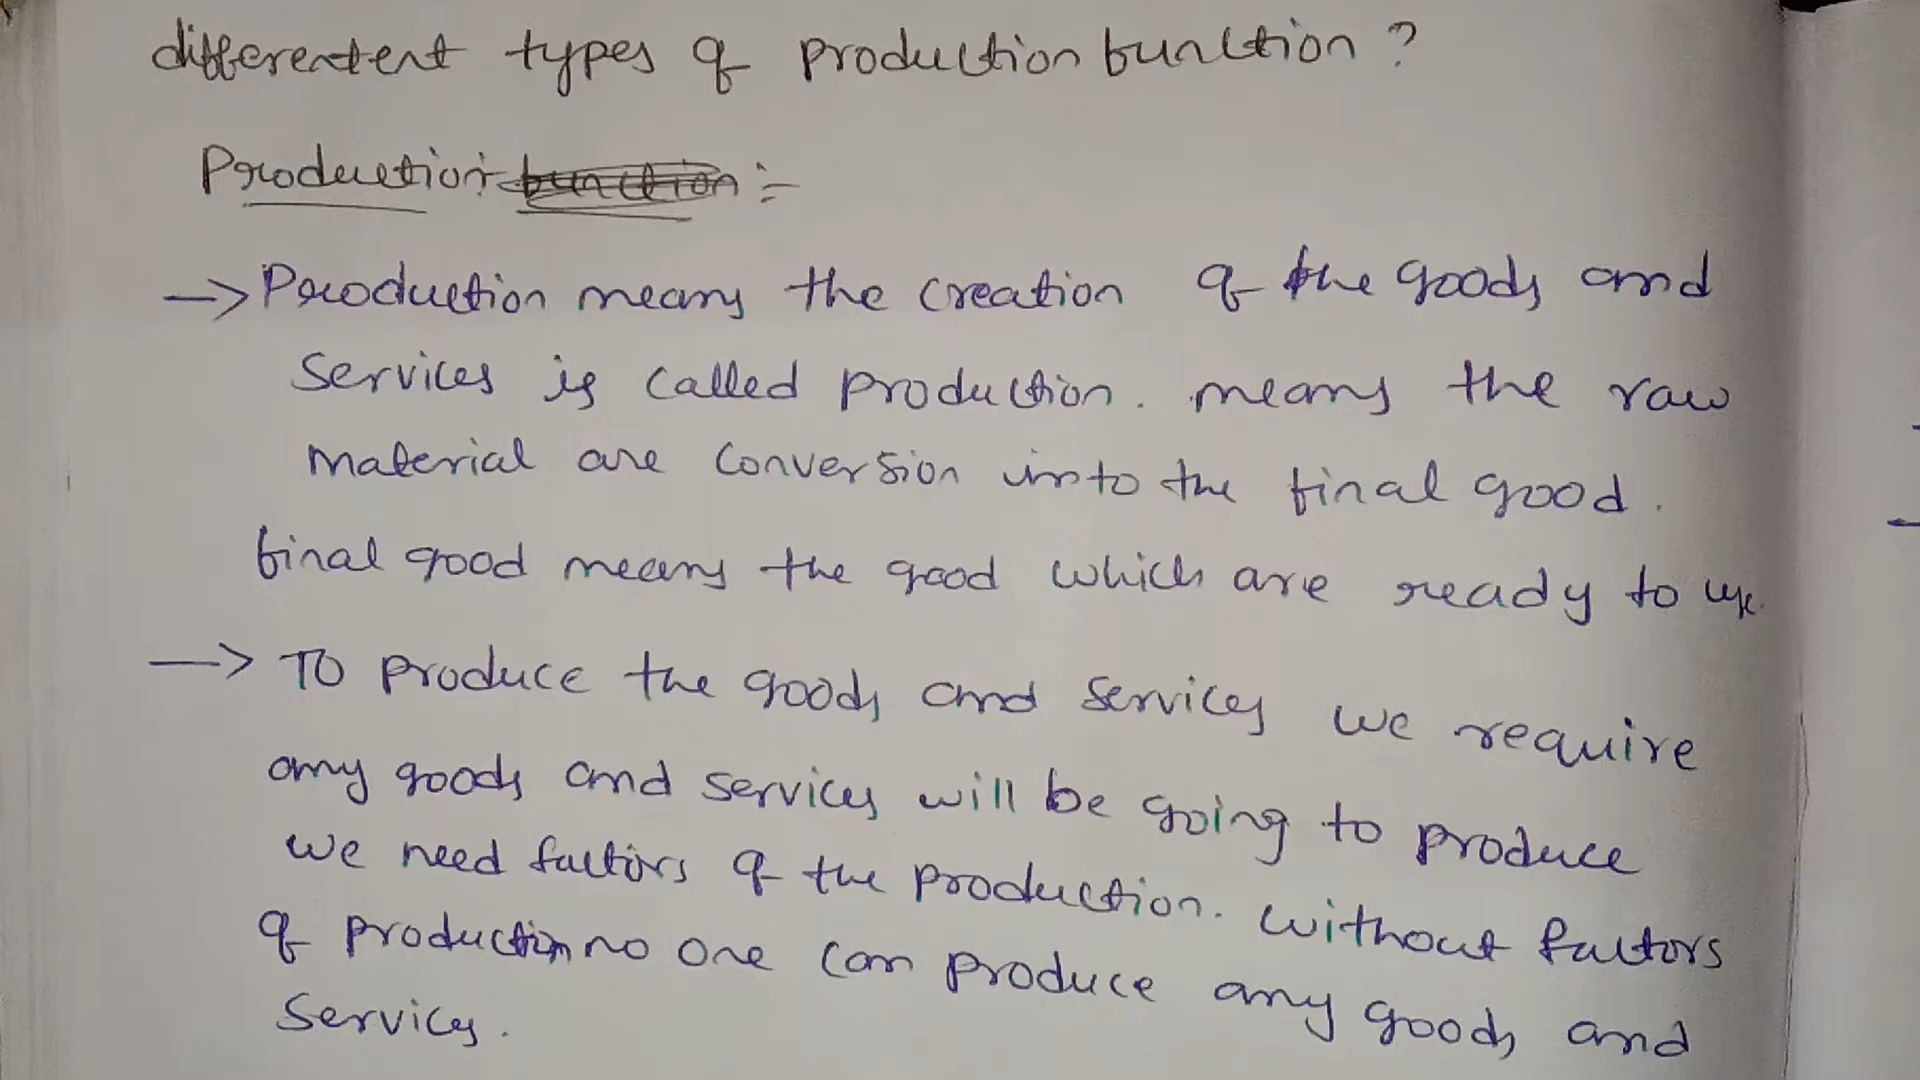 differentent types of production function ?
Production function :-
→ Production means the creation of the goods and
services is called production. means the raw
material are conversion into the final good.
final good means the good which are ready to use.
→ To produce the goods and services we require
any goods and services will be going to produce
we need factors of the production. without factors
of production no one can produce any goods and
services.